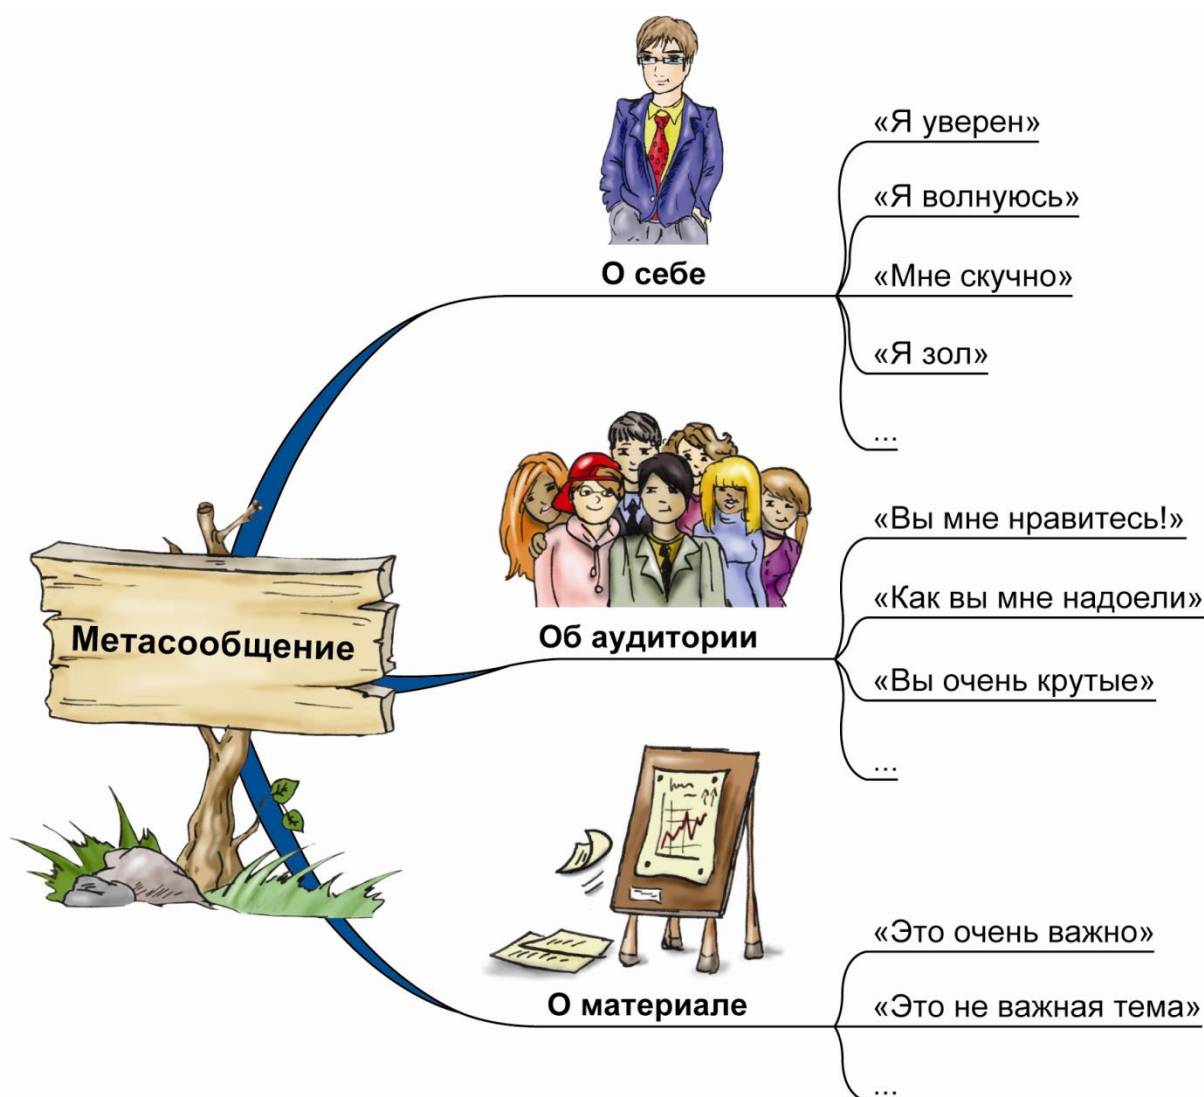 «Я уверен»
«Я волнуюсь»
О себе
«Мне скучно»
«Я зол»
...
«Вы мне нравитесь!»
«Как вы мне надоели»
Метасообщение
Об аудитории
«Вы очень крутые»
...
«Это очень важно»
О материале
«Это не важная тема»
...